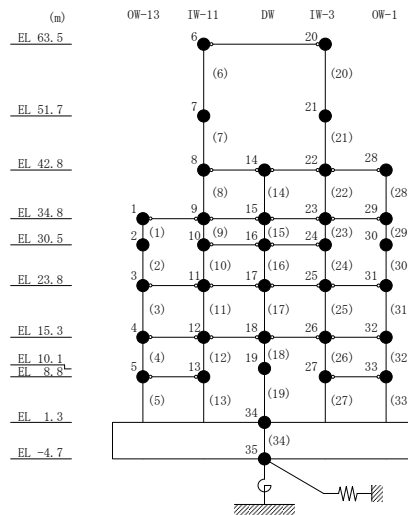 (m) OW-13 IW-11 DW IW-3 OW-1
EL 63.5 6 20
(6) (20)
EL 51.7 7 21
(7) (21)
EL 42.8 8 14 22 28
(8) (14) (22) (28
EL 34.8 1 9 15 23 29
(1) (9) (15) (23) (29
EL 30.5 2 10 16 24 30
(2) (10) (16) (24) (30
EL 23.8 3 11 17 25 31
(3) (11) (17) (25) (31
EL 15.3 4 12 18 26 32
(4) (12) (18) (26) (32
EL 10.1 19
EL 8.8 5 13 27 33
(5) (13) (19) (27) (33
EL 1.3 34
(34)
EL -4.7 35